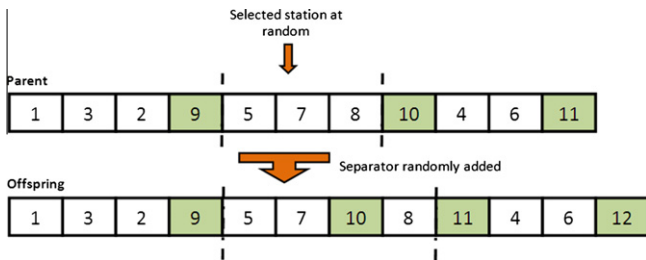 Selected station at
random
Parent
1 3 2 9 5 7 8 10 4 6 11
Separator randomly added
Offspring
1 3 2 9 5 7 10 8 11 4 6 12